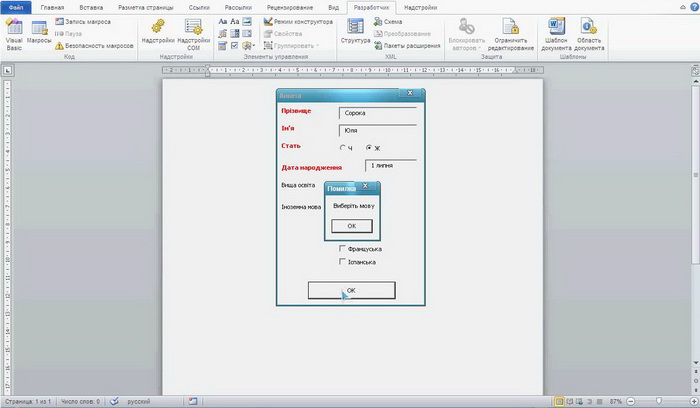 Файл Главная Вставка Разметка страницы Ссылки Рассылки Рецензирование Вид Разработчик Надстройки
Visual Basic
Макросы
Запись макроса
Пауза
Безопасность макросов
Код
Надстройки
Надстройки COM
Надстройки
Aa Aa
Режим конструктора
Свойства
Группировать
Элементы управления
Структура
Схема
Преобразование
Пакеты расширения
XML
Блокировать авторов
Ограничить редактирование
Защита
Шаблон документа
Область документа
Шаблоны
Прізвище
Сорока
Ім'я
Юля
Стать
Ч Ж
Дата народження
1 липня
Вища освіта
Помилка
Виберіть мову
OK
Іноземна мова
Француська
Іспанська
OK
Страница: 1 из 1 Число слов: 0 русский 87%